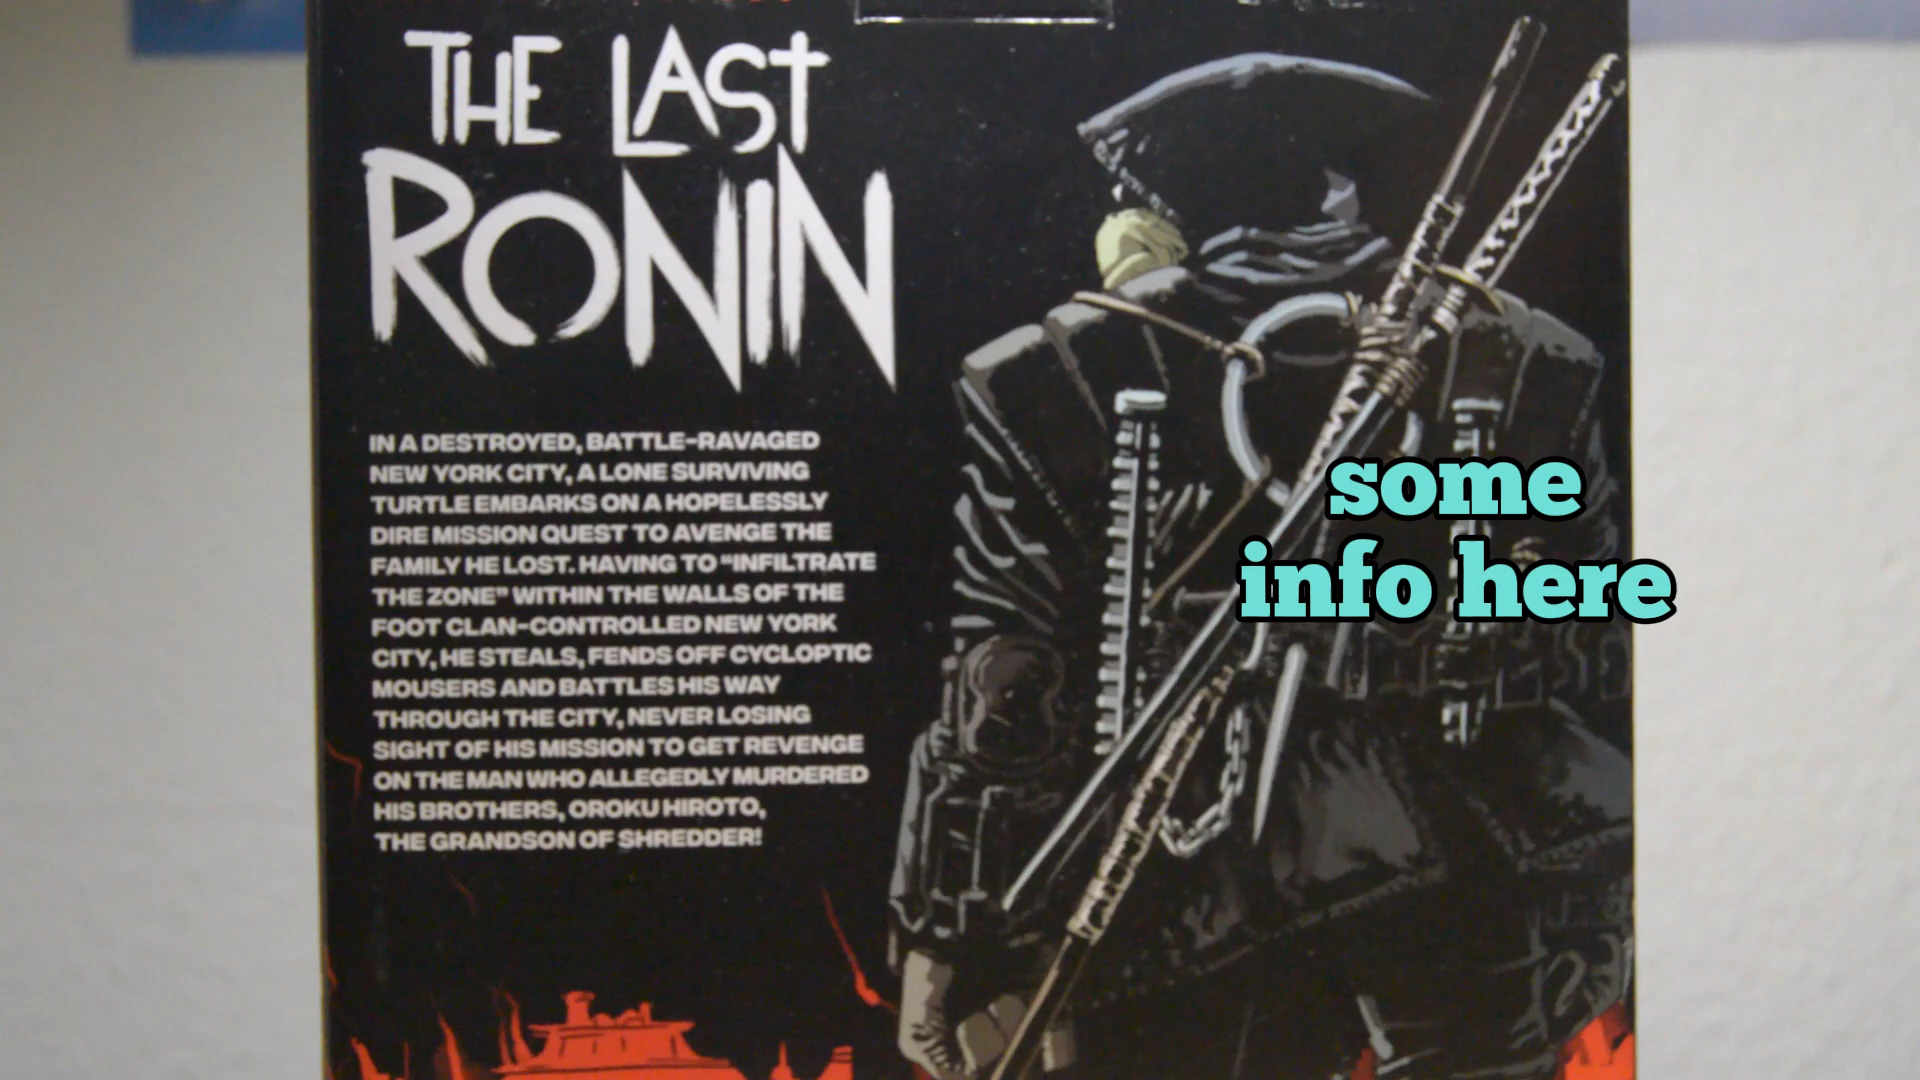 THE LAST
RONIN
IN A DESTROYED, BATTLE-RAVAGED
NEW YORK CITY, A LONE SURVIVING
TURTLE EMBARKS ON A HOPELESSLY
DIRE MISSION QUEST TO AVENGE THE
FAMILY HE LOST. HAVING TO "INFILTRATE
THE ZONE" WITHIN THE WALLS OF THE
FOOT CLAN-CONTROLLED NEW YORK
CITY, HE STEALS, FENDS OFF CYCLOPTIC
MOUSERS AND BATTLES HIS WAY
THROUGH THE CITY, NEVER LOSING
SIGHT OF HIS MISSION TO GET REVENGE
ON THE MAN WHO ALLEGEDLY MURDERED
HIS BROTHERS, OROKU HIROTO,
THE GRANDSON OF SHREDDER!
some
info here